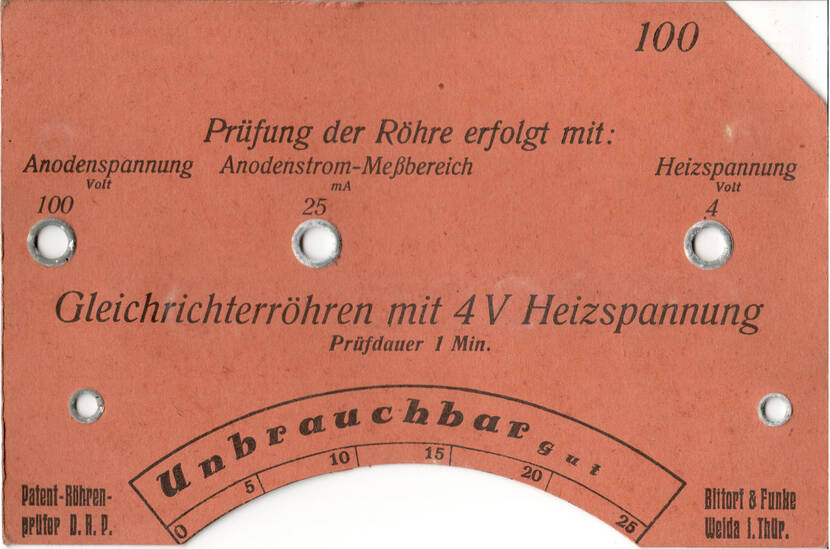 100
Prüfung der Röhre erfolgt mit:
Anodenspannung Anodenstrom-Meßbereich Heizspannung
Volt mA Volt
100 25 4
Gleichrichterröhren mit 4 V Heizspannung
Prüfdauer 1 Min.
Unbrauchbar gut
0 5 10 15 20 25
Patent-Röhren- Bittorf & Funke
prüfer D. R. P. Weida i. Thür.